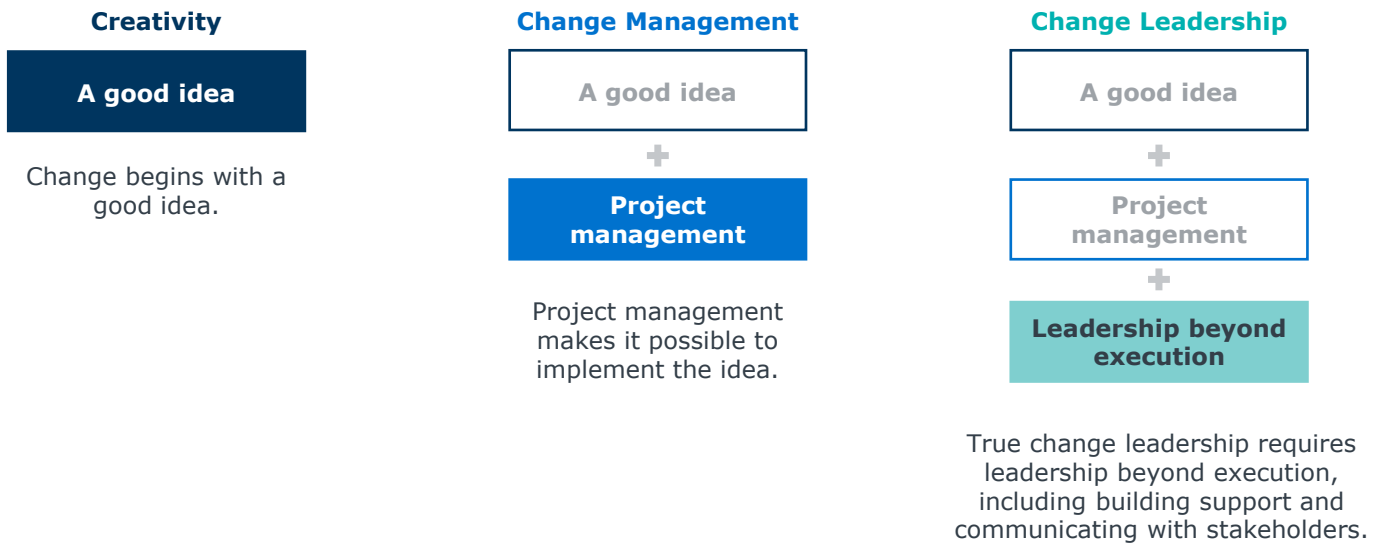 Creativity
A good idea
Change begins with a
good idea.
Change Management
A good idea
+
Project
management
Project management
makes it possible to
implement the idea.
Change Leadership
A good idea
+
Project
management
+
Leadership beyond
execution
True change leadership requires
leadership beyond execution,
including building support and
communicating with stakeholders.